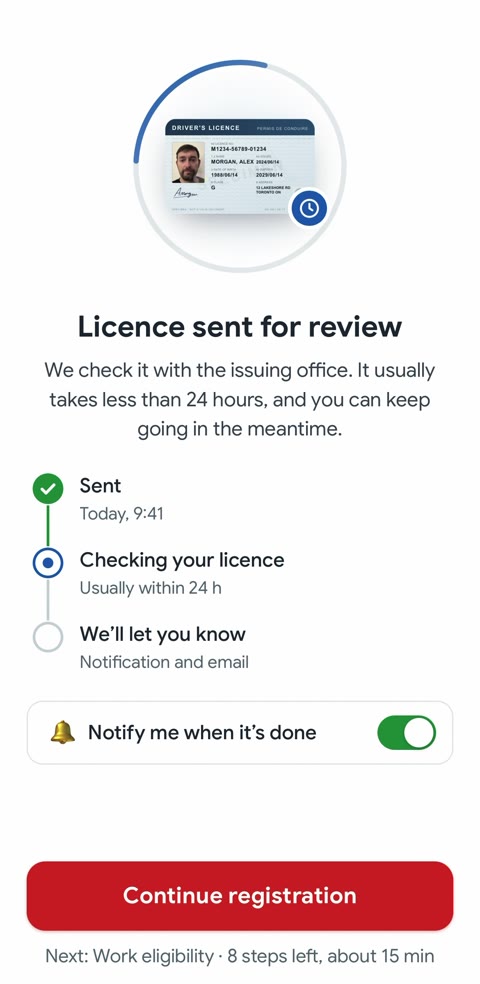 DRIVER'S LICENCE PERMIS DE CONDUIRE
M1234-56789-01234
MORGAN, ALEX 2024/06/14
1988/06/14 2029/06/14
G 12 LAKESHORE RD
TORONTO ON
Licence sent for review
We check it with the issuing office. It usually
takes less than 24 hours, and you can keep
going in the meantime.
Sent
Today, 9:41
Checking your licence
Usually within 24 h
We’ll let you know
Notification and email
Notify me when it’s done
Continue registration
Next: Work eligibility · 8 steps left, about 15 min